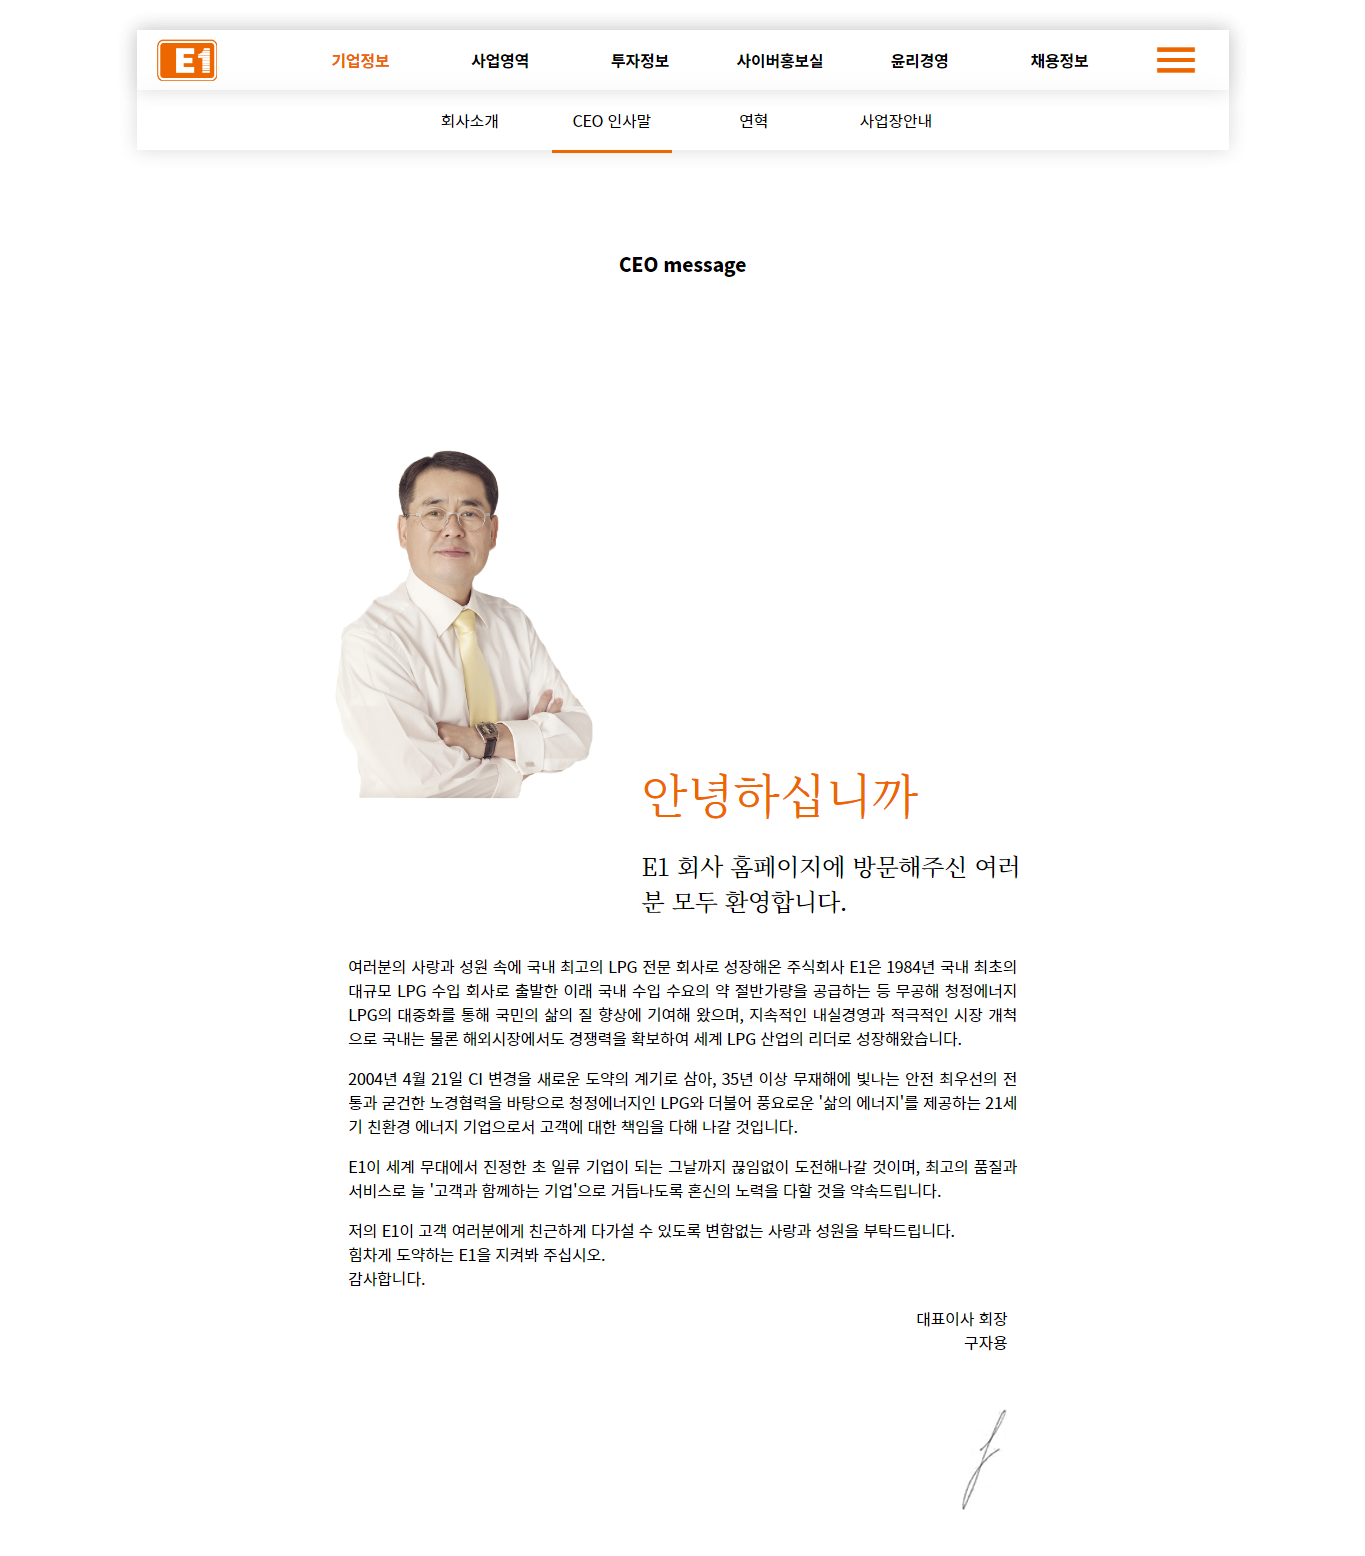 E1
기업정보
사업영역
투자정보
사이버홍보실
윤리경영
채용정보
회사소개
CEO 인사말
연혁
사업장안내
CEO message
안녕하십니까
E1 회사 홈페이지에 방문해주신 여러
분 모두 환영합니다.
여러분의 사랑과 성원 속에 국내 최고의 LPG 전문 회사로 성장해온 주식회사 E1은 1984년 국내 최초의
대규모 LPG 수입 회사로 출발한 이래 국내 수입 수요의 약 절반가량을 공급하는 등 무공해 청정에너지
LPG의 대중화를 통해 국민의 삶의 질 향상에 기여해 왔으며, 지속적인 내실경영과 적극적인 시장 개척
으로 국내는 물론 해외시장에서도 경쟁력을 확보하여 세계 LPG 산업의 리더로 성장해왔습니다.
2004년 4월 21일 CI 변경을 새로운 도약의 계기로 삼아, 35년 이상 무재해에 빛나는 안전 최우선의 전
통과 굳건한 노경협력을 바탕으로 청정에너지인 LPG와 더불어 풍요로운 '삶의 에너지'를 제공하는 21세
기 친환경 에너지 기업으로서 고객에 대한 책임을 다해 나갈 것입니다.
E1이 세계 무대에서 진정한 초 일류 기업이 되는 그날까지 끊임없이 도전해나갈 것이며, 최고의 품질과
서비스로 늘 '고객과 함께하는 기업'으로 거듭나도록 혼신의 노력을 다할 것을 약속드립니다.
저의 E1이 고객 여러분에게 친근하게 다가설 수 있도록 변함없는 사랑과 성원을 부탁드립니다.
힘차게 도약하는 E1을 지켜봐 주십시오.
감사합니다.
대표이사 회장
구자용